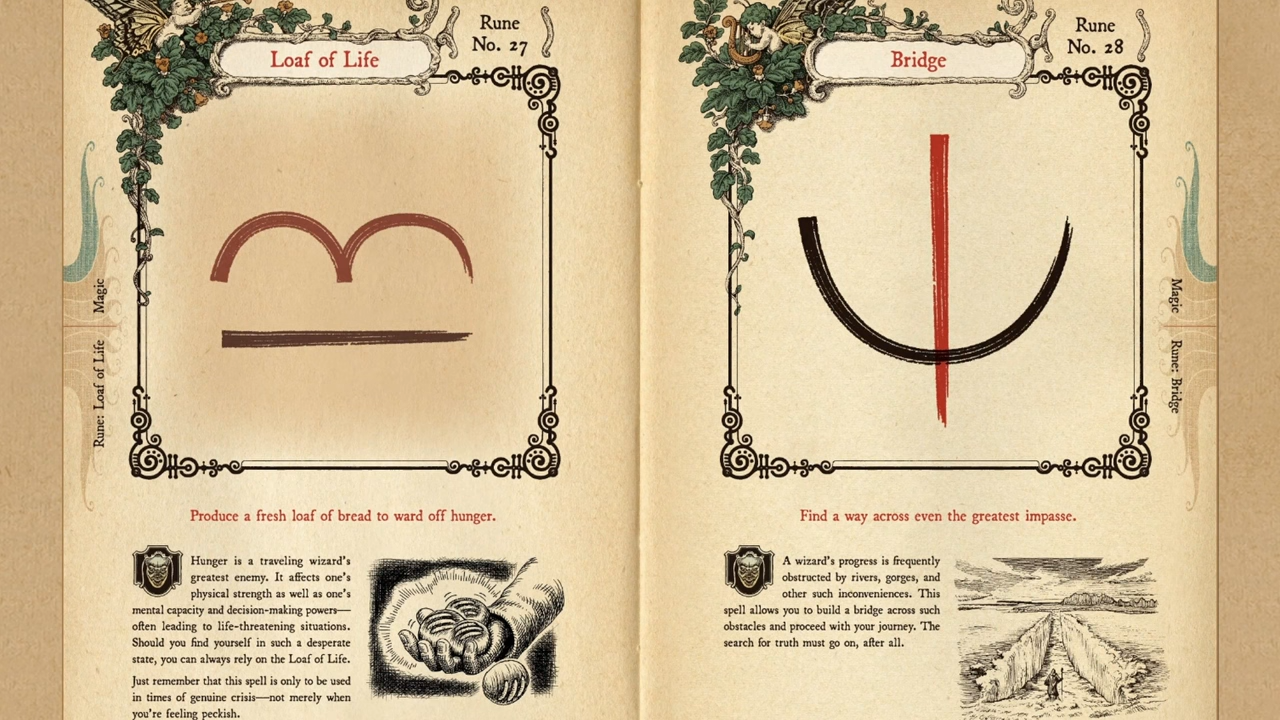 Rune
No. 27
Loaf of Life
Magic
Rune: Loaf of Life
Produce a fresh loaf of bread to ward off hunger.
Hunger is a traveling wizard's
greatest enemy. It affects one's
physical strength as well as one's
mental capacity and decision-making powers—
often leading to life-threatening situations.
Should you find yourself in such a desperate
state, you can always rely on the Loaf of Life.
Just remember that this spell is only to be used
in times of genuine crisis—not merely when
you're feeling peckish.
Rune
No. 28
Bridge
Magic
Rune: Bridge
Find a way across even the greatest impasse.
A wizard's progress is frequently
obstructed by rivers, gorges, and
other such inconveniences. This
spell allows you to build a bridge across such
obstacles and proceed with your journey. The
search for truth must go on, after all.